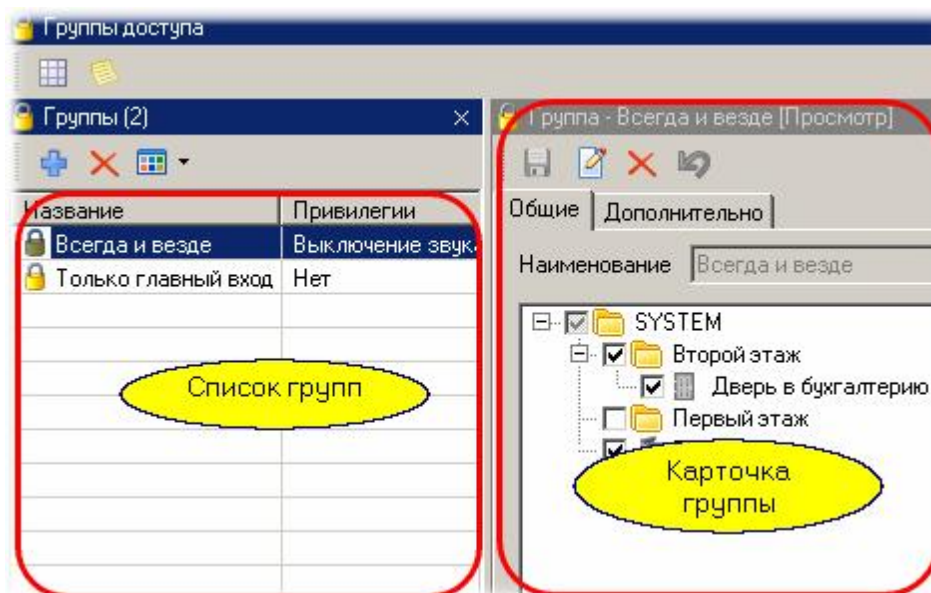 Группы доступа
Группы (2)
Название Привилегии
Всегда и везде Выключение звук
Только главный вход Нет
Список групп
Группа - Всегда и везде [Просмотр]
Общие Дополнительно
Наименование Всегда и везде
SYSTEM
Второй этаж
Дверь в бухгалтерию
Первый этаж
Карточка
группы